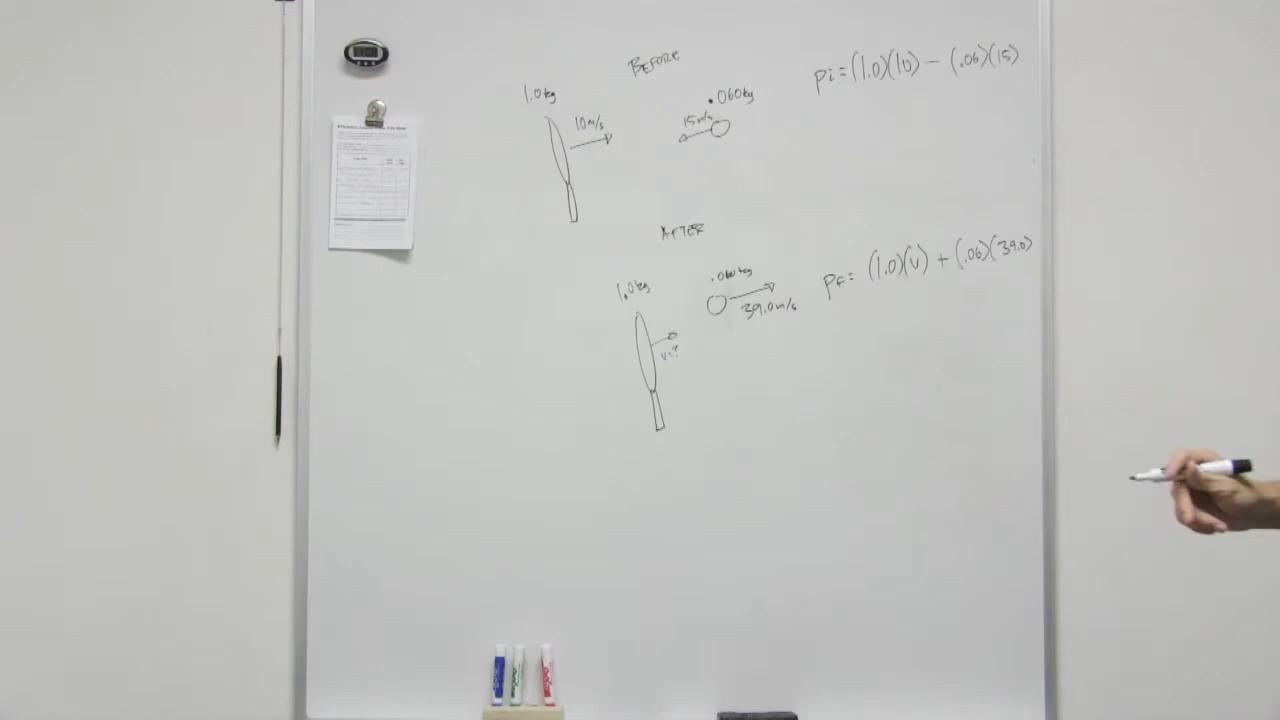 BEFORE
pi = (1.0)(10) - (.06)(15)
1.0kg
.060kg
10m/s
15m/s
AFTER
pf = (1.0)(v) + (.06)(39.0)
1.0kg
.060kg
39.0m/s
v=?